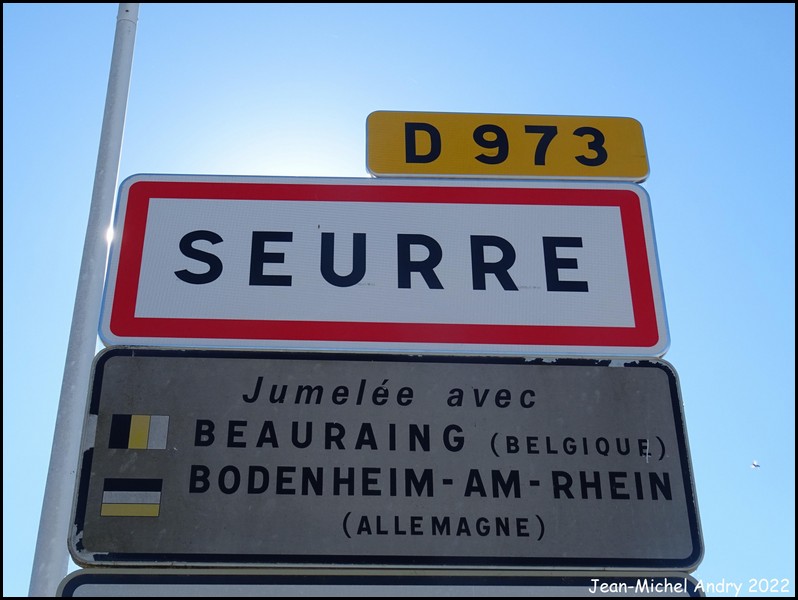 D 973
SEURRE
Jumelée avec
BEAURAING (BELGIQUE)
BODENHEIM-AM-RHEIN
(ALLEMAGNE)
Jean-Michel Andry 2022